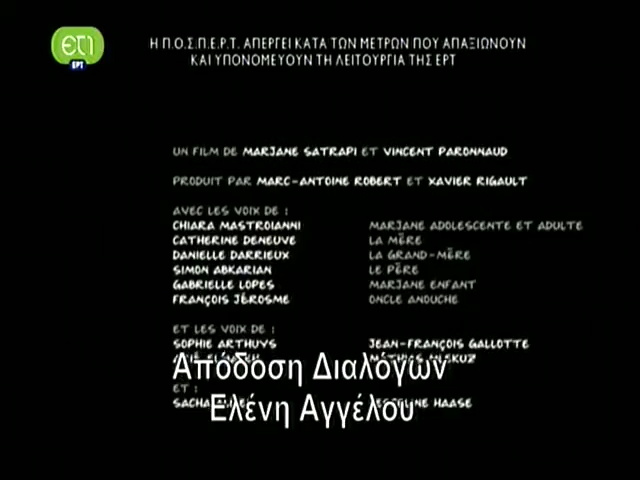 ετ1
ΕΡΤ
Η Π.Ο.Σ.Π.Ε.Ρ.Τ. ΑΠΕΡΓΕΙ ΚΑΤΑ ΤΩΝ ΜΕΤΡΩΝ ΠΟΥ ΑΠΑΞΙΩΝΟΥΝ
ΚΑΙ ΥΠΟΝΟΜΕΥΟΥΝ ΤΗ ΛΕΙΤΟΥΡΓΙΑ ΤΗΣ ΕΡΤ
UN FILM DE MARJANE SATRAPI ET VINCENT PARONNAUD
PRODUIT PAR MARC-ANTOINE ROBERT ET XAVIER RIGAULT
AVEC LES VOIX DE :
CHIARA MASTROIANNI MARJANE ADOLESCENTE ET ADULTE
CATHERINE DENEUVE LA MÈRE
DANIELLE DARRIEUX LA GRAND-MÈRE
SIMON ABKARIAN LE PÈRE
GABRIELLE LOPES MARJANE ENFANT
FRANÇOIS JÉROSME ONCLE ANOUCHE
ET LES VOIX DE :
SOPHIE ARTHUYS JEAN-FRANÇOIS GALLOTTE
Απόδοση Διαλόγων
ET :
Ελένη Αγγέλου
HAASE